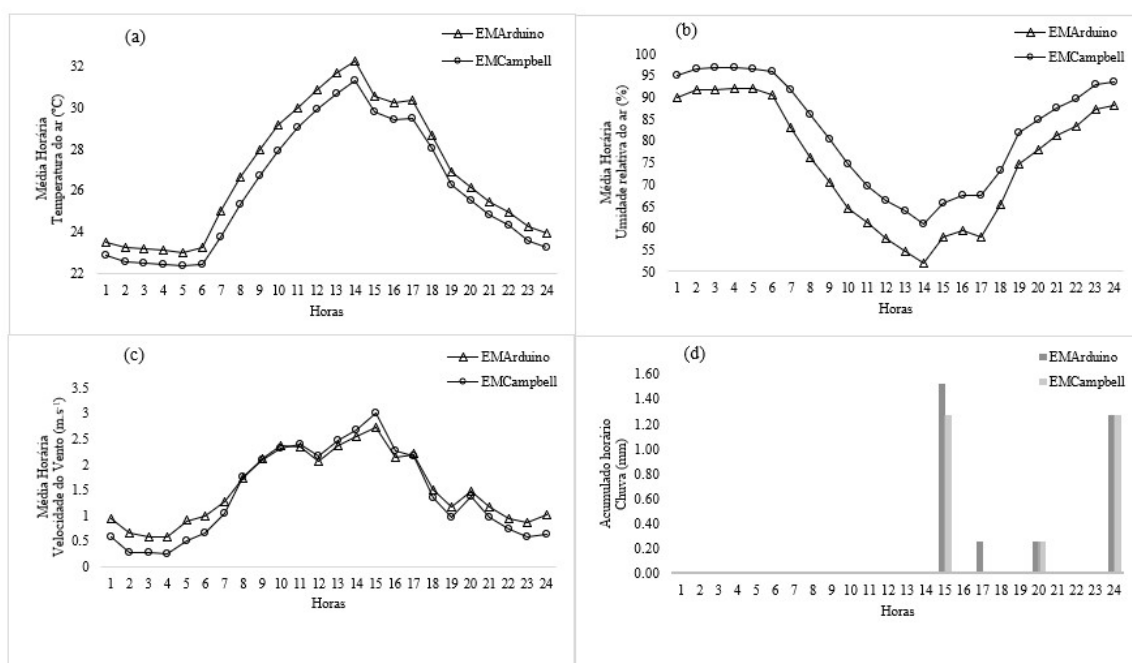 (a)
EMArduino
EMCampbell
Média Horária
Temperatura do ar (°C)
32
30
28
26
24
22
1 2 3 4 5 6 7 8 9 10 11 12 13 14 15 16 17 18 19 20 21 22 23 24
Horas
(b)
EMArduino
EMCampbell
Média Horária
Umidade relativa do ar (%)
100
95
90
85
80
75
70
65
60
55
50
1 2 3 4 5 6 7 8 9 10 11 12 13 14 15 16 17 18 19 20 21 22 23 24
Horas
(c)
EMArduino
EMCampbell
Média Horária
Velocidade do Vento (m.s⁻¹)
3.5
3
2.5
2
1.5
1
0.5
0
1 2 3 4 5 6 7 8 9 10 11 12 13 14 15 16 17 18 19 20 21 22 23 24
Horas
(d)
EMArduino
EMCampbell
Acumulado horário
Chuva (mm)
1.60
1.40
1.20
1.00
0.80
0.60
0.40
0.20
0.00
1 2 3 4 5 6 7 8 9 10 11 12 13 14 15 16 17 18 19 20 21 22 23 24
Horas